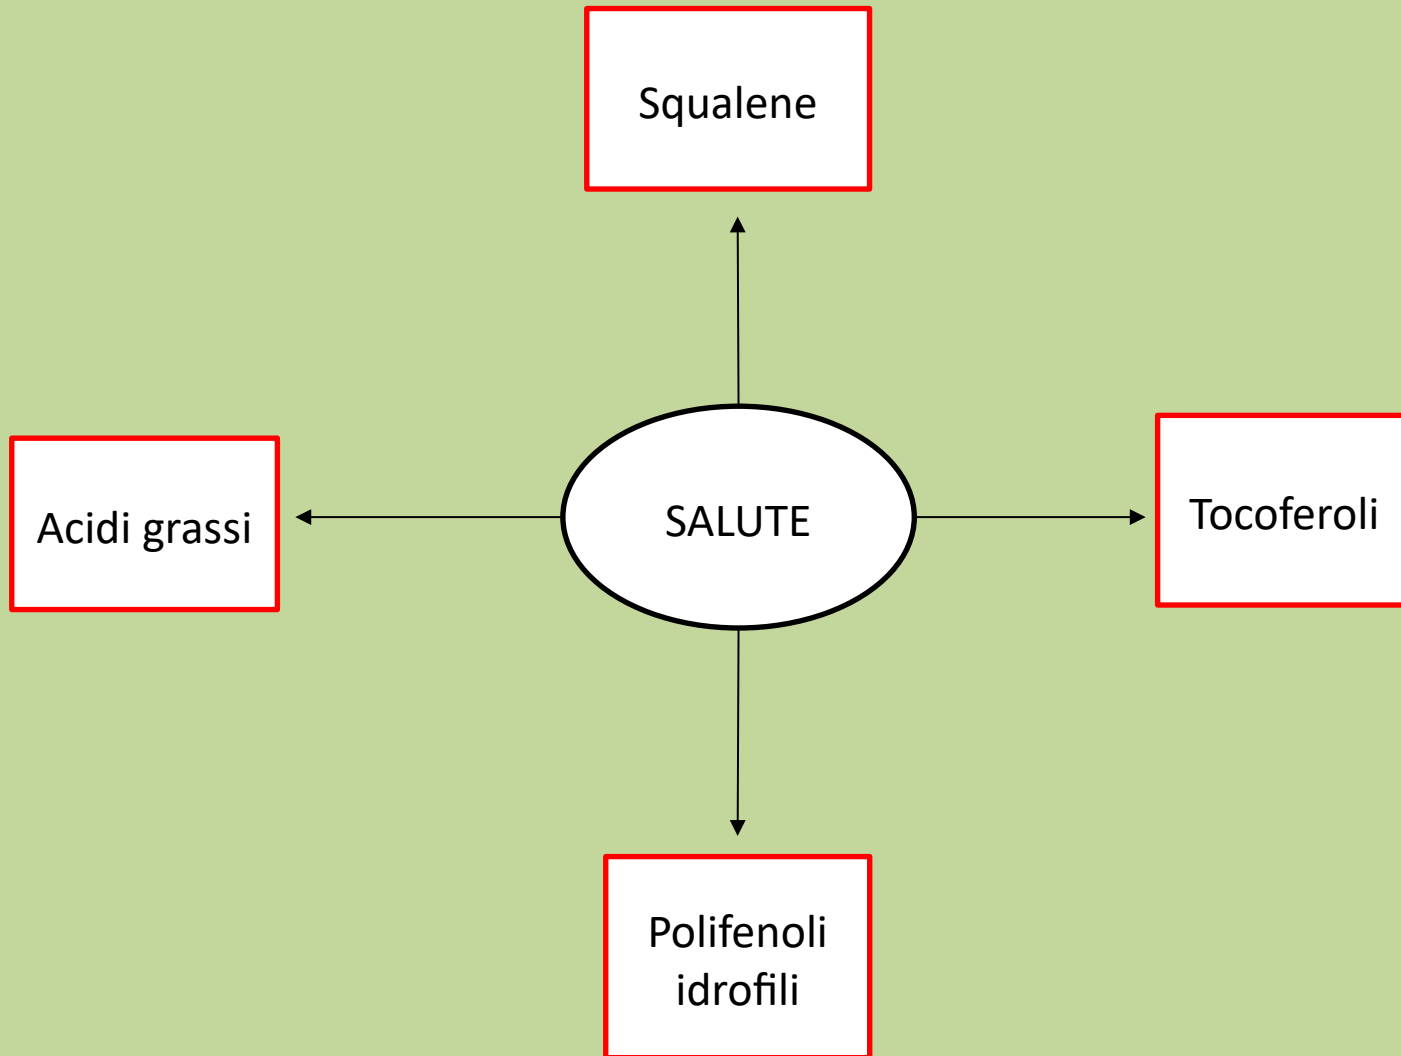 Squalene
Acidi grassi
SALUTE
Tocoferoli
Polifenoli
idrofili